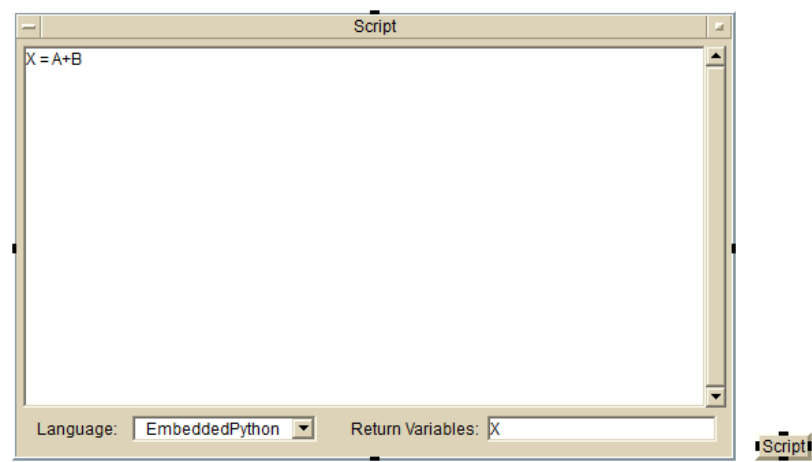 Script
X = A+B
Language: EmbeddedPython Return Variables: X
Script